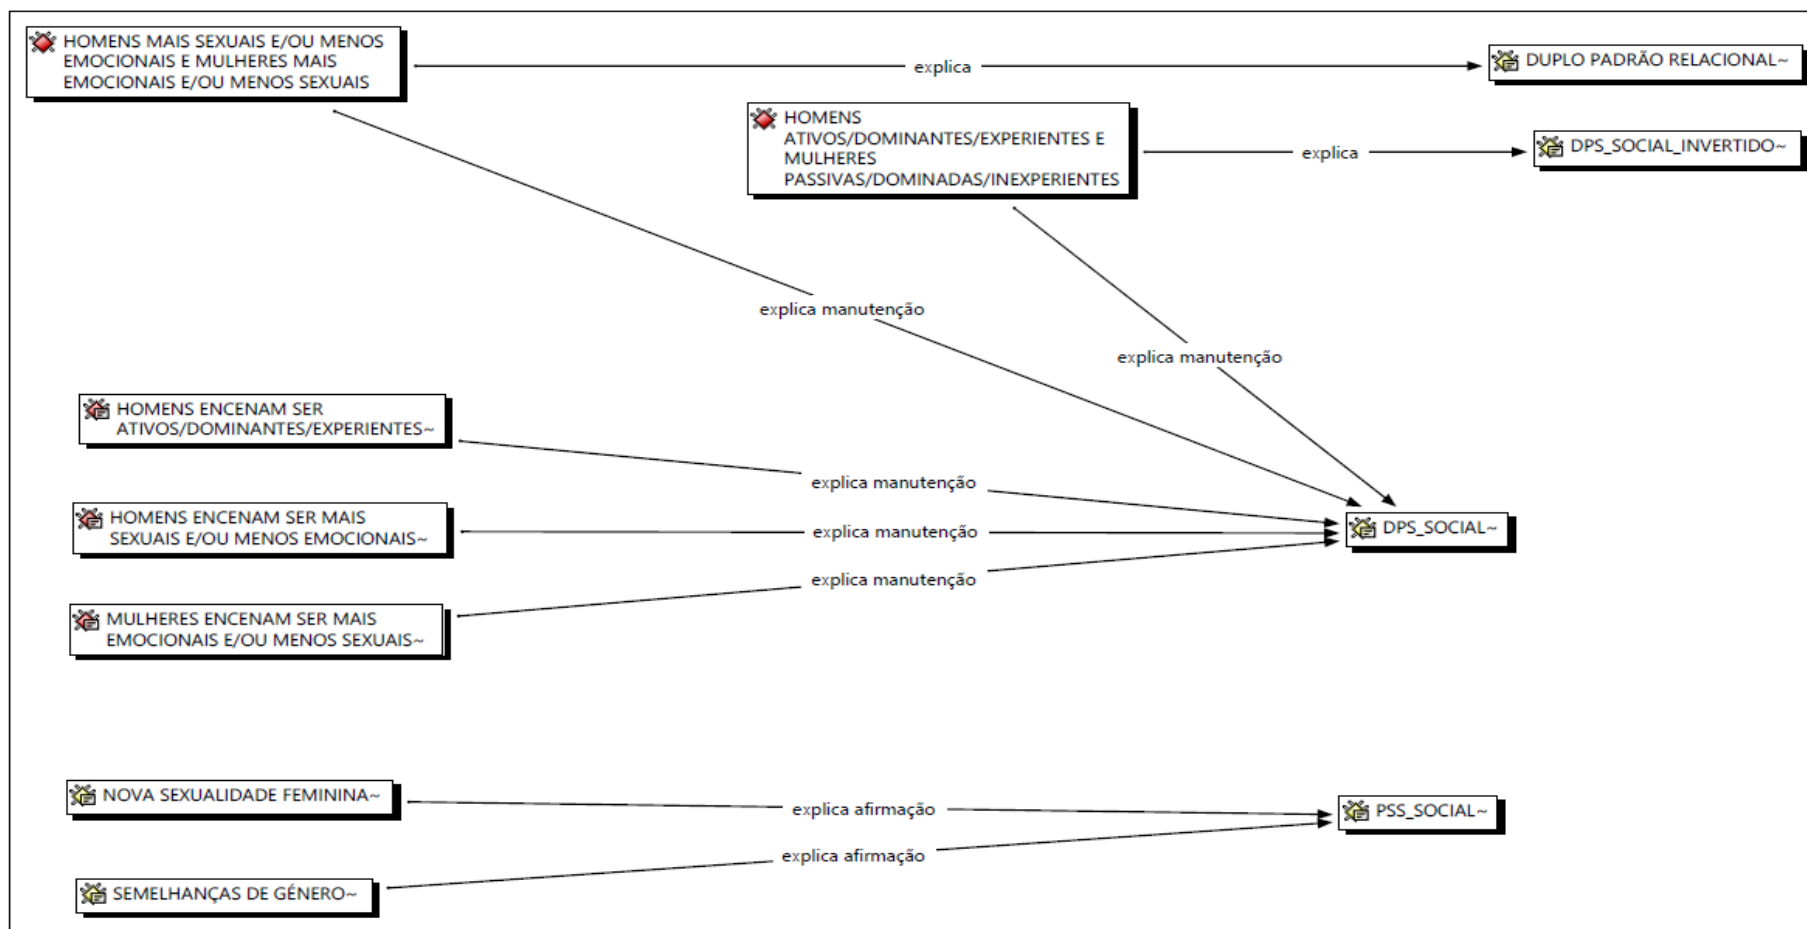 HOMENS MAIS SEXUAIS E/OU MENOS
EMOCIONAIS E MULHERES MAIS
EMOCIONAIS E/OU MENOS SEXUAIS
explica
DUPLO PADRÃO RELACIONAL~
HOMENS
ATIVOS/DOMINANTES/EXPERIENTES E
MULHERES
PASSIVAS/DOMINADAS/INEXPERIENTES
explica
DPS_SOCIAL_INVERTIDO~
explica manutenção
explica manutenção
HOMENS ENCENAM SER
ATIVOS/DOMINANTES/EXPERIENTES~
explica manutenção
HOMENS ENCENAM SER MAIS
SEXUAIS E/OU MENOS EMOCIONAIS~
explica manutenção
DPS_SOCIAL~
explica manutenção
MULHERES ENCENAM SER MAIS
EMOCIONAIS E/OU MENOS SEXUAIS~
NOVA SEXUALIDADE FEMININA~
explica afirmação
PSS_SOCIAL~
explica afirmação
SEMELHANÇAS DE GÉNERO~